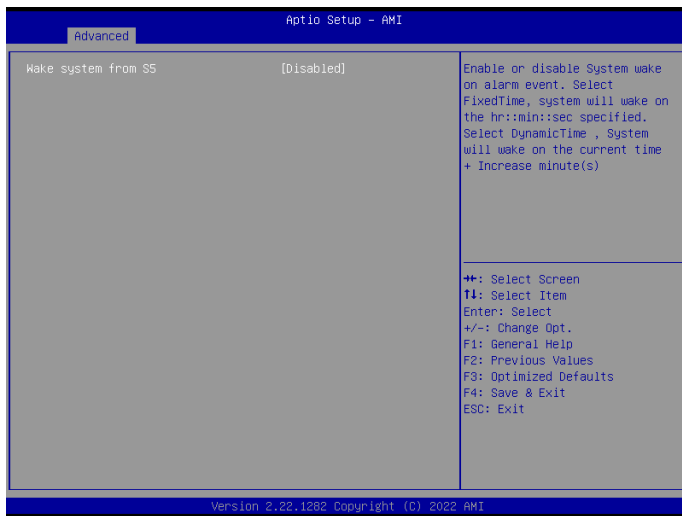 Aptio Setup – AMI
Advanced
Wake system from S5 [Disabled]
Enable or disable System wake
on alarm event. Select
FixedTime, system will wake on
the hr::min::sec specified.
Select DynamicTime , System
will wake on the current time
+ Increase minute(s)
→←: Select Screen
↑↓: Select Item
Enter: Select
+/-: Change Opt.
F1: General Help
F2: Previous Values
F3: Optimized Defaults
F4: Save & Exit
ESC: Exit
Version 2.22.1282 Copyright (C) 2022 AMI